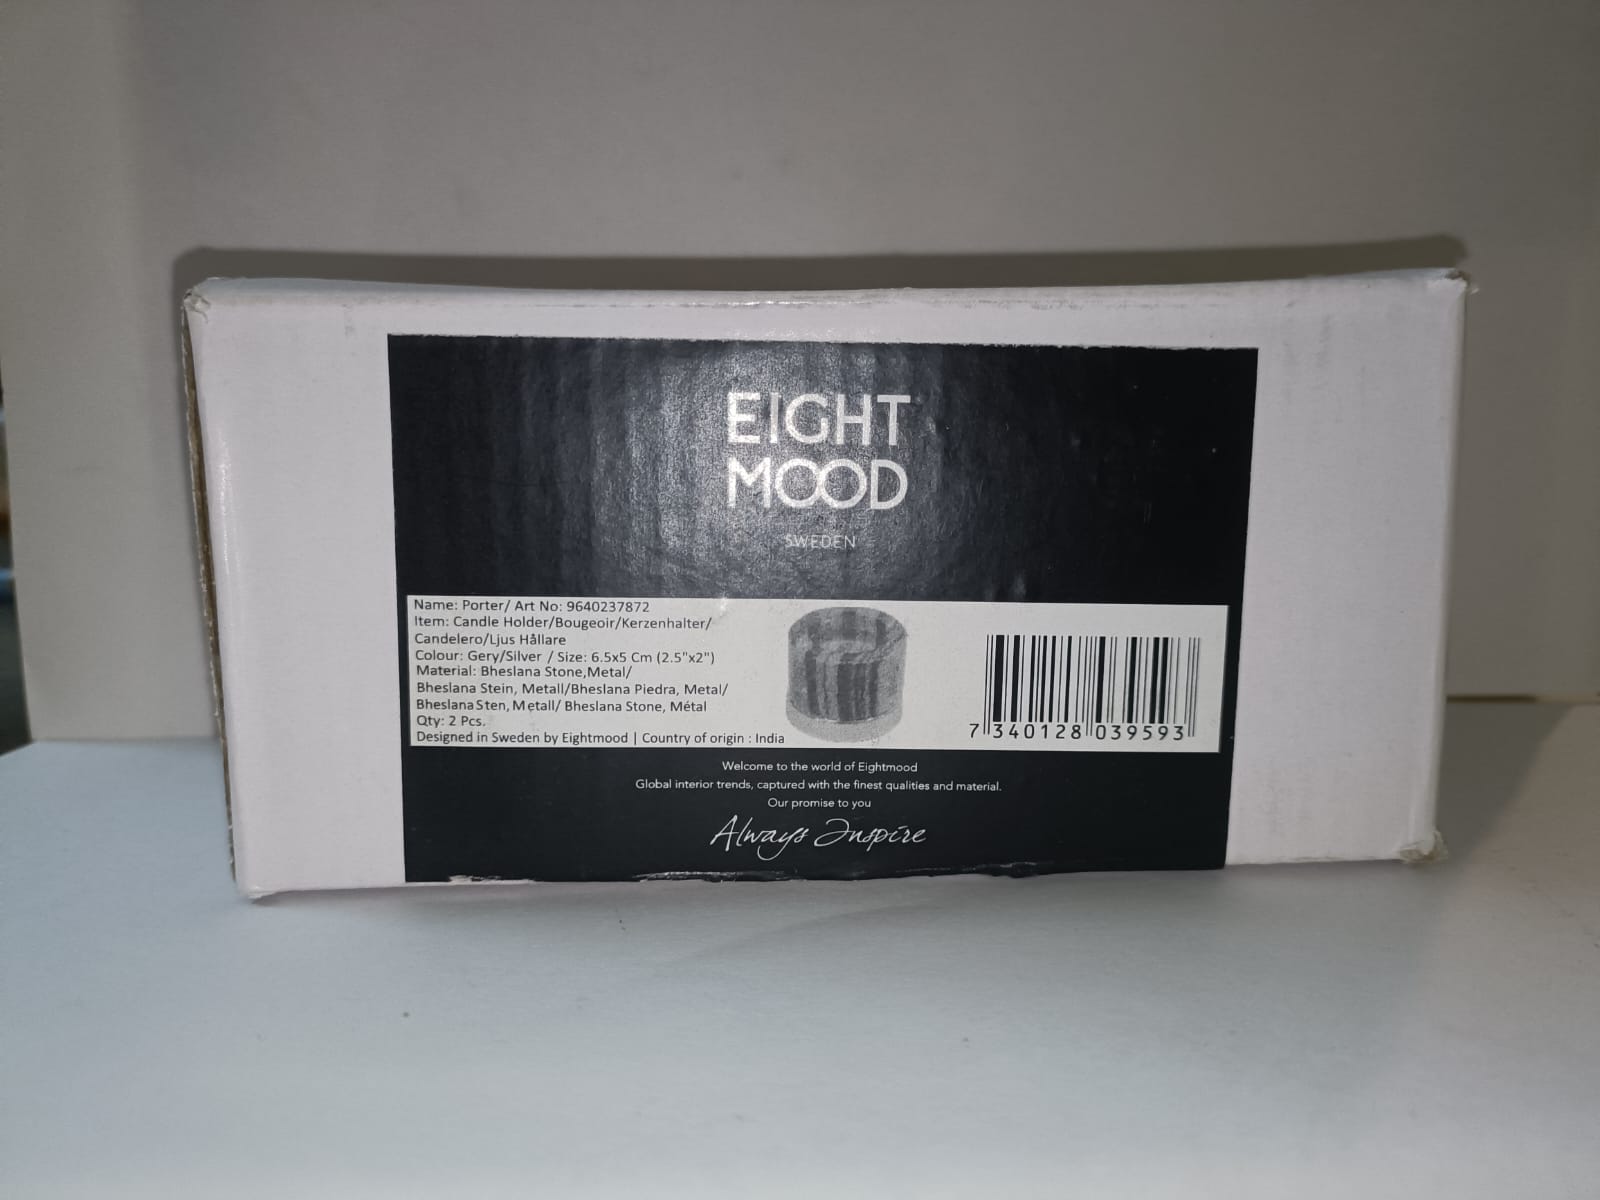 EIGHT
MOOD
SWEDEN
Name: Porter/ Art No: 9640237872
Item: Candle Holder/Bougeoir/Kerzenhalter/
Candelero/Ljus Hållare
Colour: Gery/Silver / Size: 6.5x5 Cm (2.5"x2")
Material: Bheslana Stone,Metal/
Bheslana Stein, Metall/Bheslana Piedra, Metal/
Bheslana Sten, Metall/ Bheslana Stone, Métal
Qty: 2 Pcs.
Designed in Sweden by Eightmood | Country of origin : India
7 340128 039593
Welcome to the world of Eightmood
Global interior trends, captured with the finest qualities and material.
Our promise to you
Always Inspire